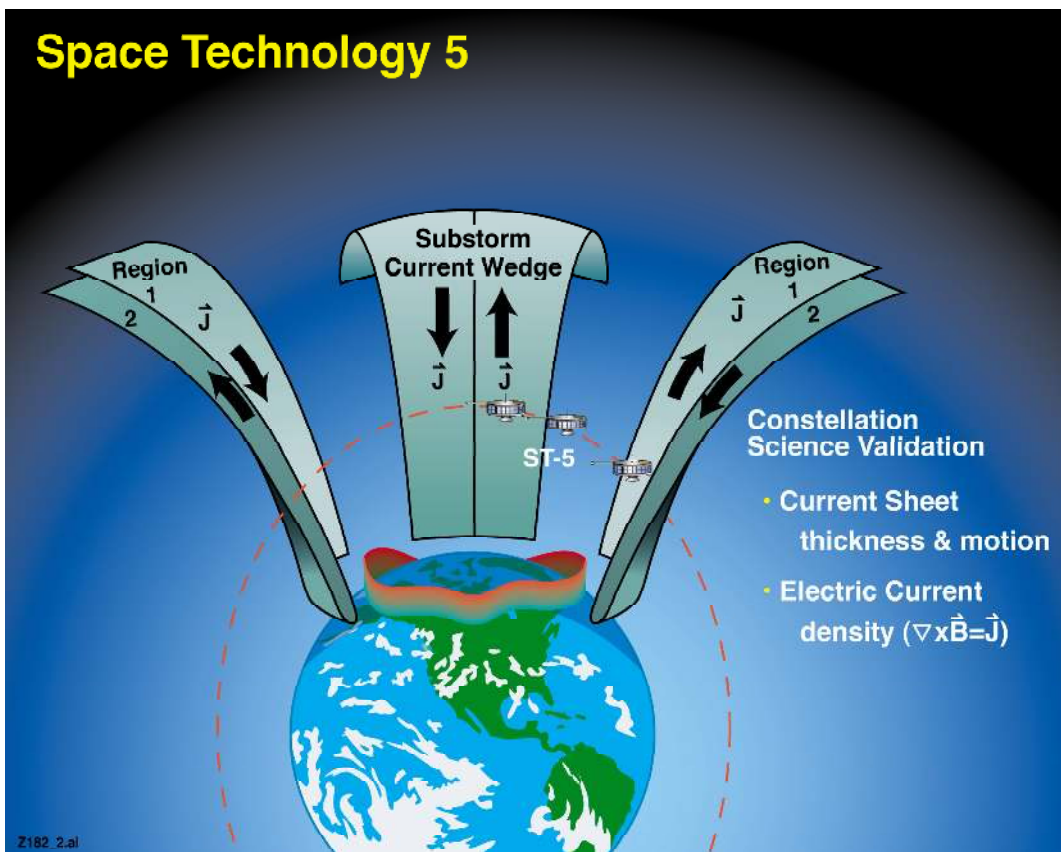 Space Technology 5
Substorm
Current Wedge
J⃗
J⃗
Region
1
2
J⃗
Region
1
2
J⃗
ST-5
Constellation
Science Validation
· Current Sheet
thickness & motion
· Electric Current
density (▽xB⃗=J⃗)
Z182_2.ai